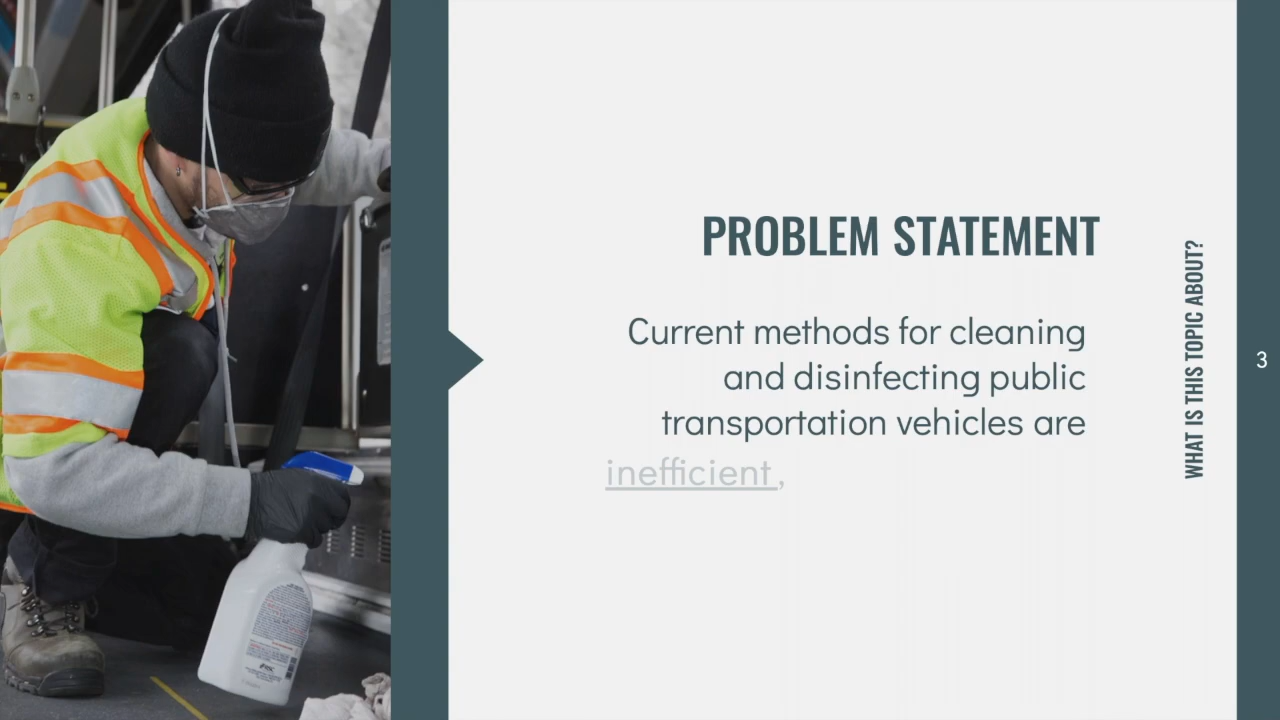 PROBLEM STATEMENT
Current methods for cleaning
and disinfecting public
transportation vehicles are
inefficient ,
WHAT IS THIS TOPIC ABOUT?
3